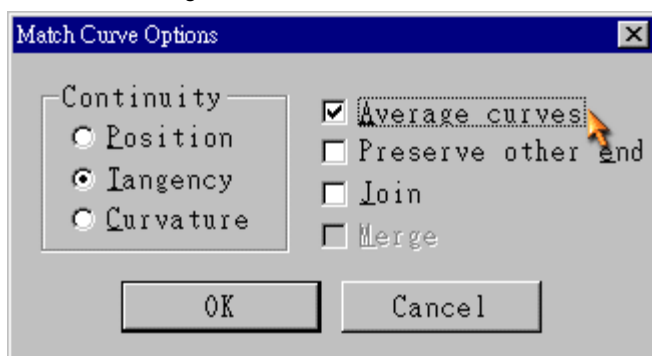 Match Curve Options
Continuity
Position
Tangency
Curvature
Average curves
Preserve other end
Join
Merge
OK
Cancel